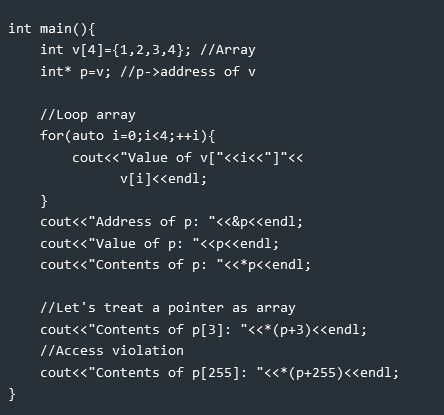 int main(){
    int v[4]={1,2,3,4}; //Array
    int* p=v; //p->address of v

    //Loop array
    for(auto i=0;i<4;++i){
        cout<<"Value of v["<<i<<"]"<<
              v[i]<<endl;
    }
    cout<<"Address of p: "<<&p<<endl;
    cout<<"Value of p: "<<p<<endl;
    cout<<"Contents of p: "<<*p<<endl;

    //Let's treat a pointer as array
    cout<<"Contents of p[3]: "<<*(p+3)<<endl;
    //Access violation
    cout<<"Contents of p[255]: "<<*(p+255)<<endl;
}